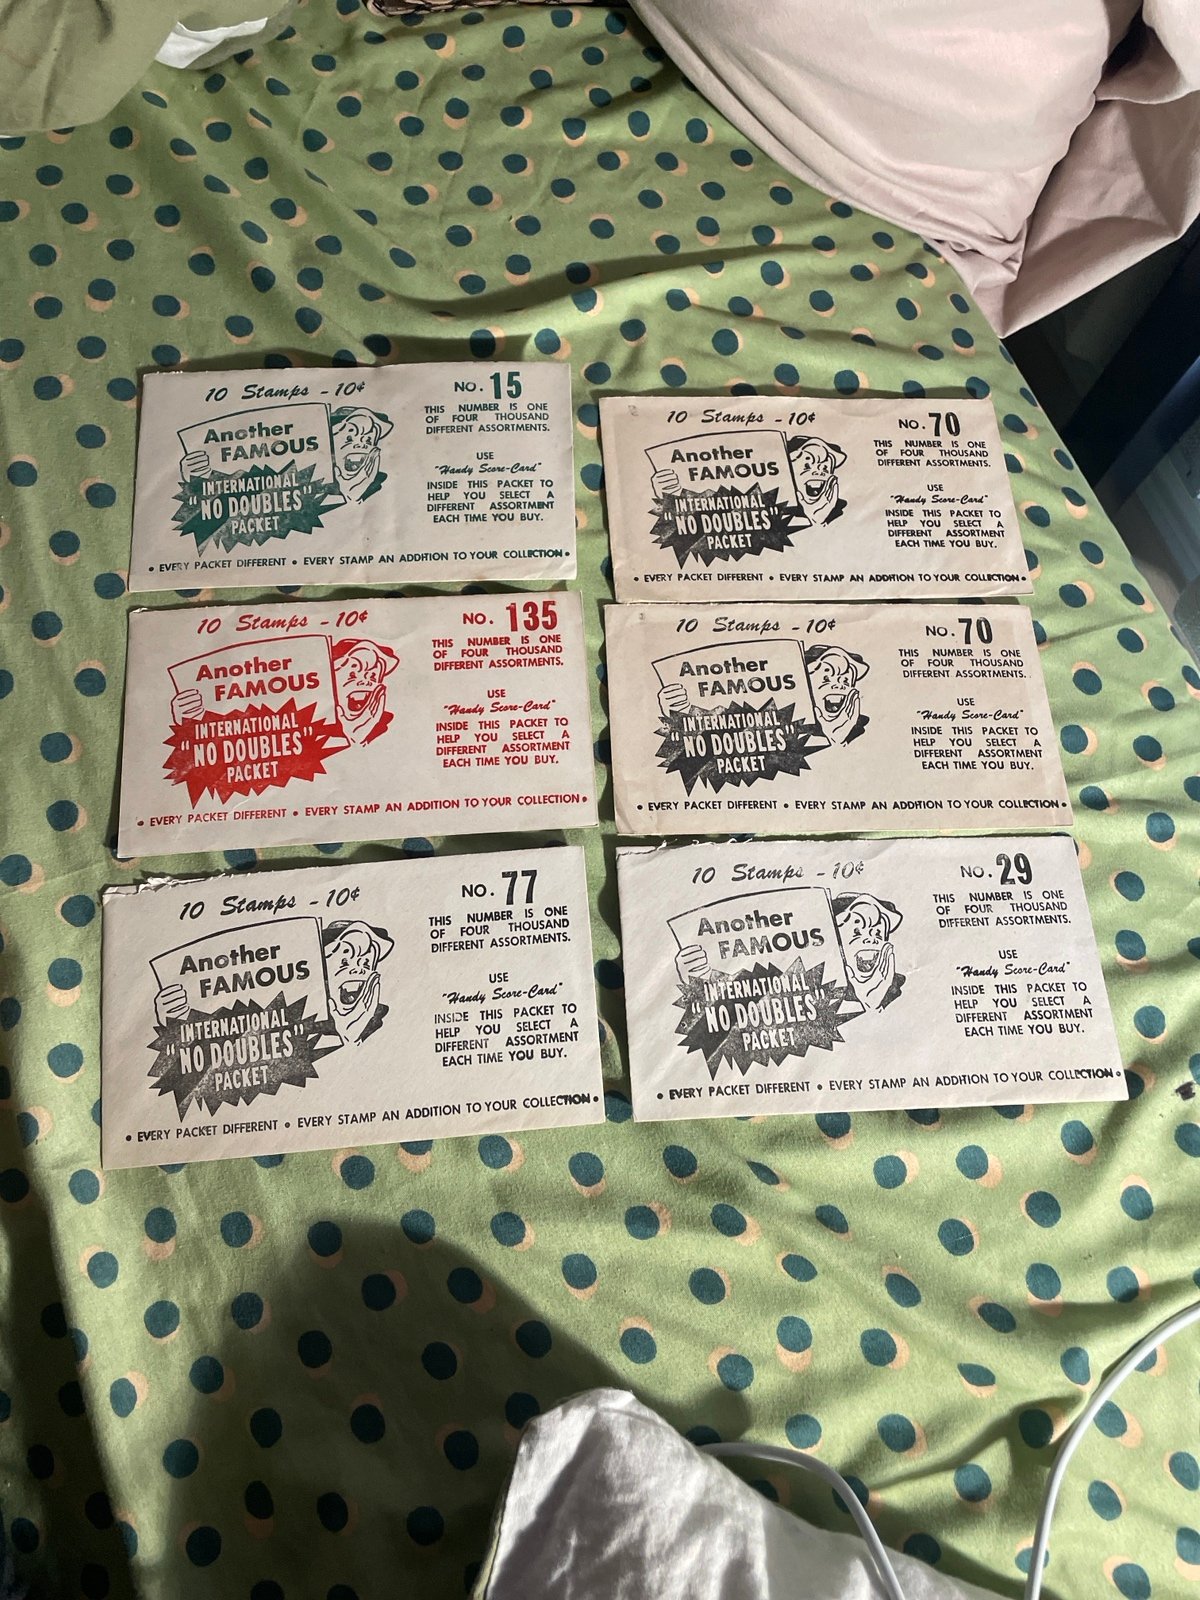 10 Stamps - 10¢
Another
FAMOUS
INTERNATIONAL
"NO DOUBLES"
PACKET
NO. 15
THIS NUMBER IS ONE
OF FOUR THOUSAND
DIFFERENT ASSORTMENTS.
USE
"Handy Score-Card"
INSIDE THIS PACKET TO
HELP YOU SELECT A
DIFFERENT ASSORTMENT
EACH TIME YOU BUY.
• EVERY PACKET DIFFERENT • EVERY STAMP AN ADDITION TO YOUR COLLECTION •
10 Stamps - 10¢
Another
FAMOUS
INTERNATIONAL
"NO DOUBLES"
PACKET
NO. 70
THIS NUMBER IS ONE
OF FOUR THOUSAND
DIFFERENT ASSORTMENTS.
USE
"Handy Score-Card"
INSIDE THIS PACKET TO
HELP YOU SELECT A
DIFFERENT ASSORTMENT
EACH TIME YOU BUY.
• EVERY PACKET DIFFERENT • EVERY STAMP AN ADDITION TO YOUR COLLECTION •
10 Stamps - 10¢
Another
FAMOUS
INTERNATIONAL
"NO DOUBLES"
PACKET
NO. 135
THIS NUMBER IS ONE
OF FOUR THOUSAND
DIFFERENT ASSORTMENTS.
USE
"Handy Score-Card"
INSIDE THIS PACKET TO
HELP YOU SELECT A
DIFFERENT ASSORTMENT
EACH TIME YOU BUY.
• EVERY PACKET DIFFERENT • EVERY STAMP AN ADDITION TO YOUR COLLECTION •
10 Stamps - 10¢
Another
FAMOUS
INTERNATIONAL
"NO DOUBLES"
PACKET
NO. 70
THIS NUMBER IS ONE
OF FOUR THOUSAND
DIFFERENT ASSORTMENTS.
USE
"Handy Score-Card"
INSIDE THIS PACKET TO
HELP YOU SELECT A
DIFFERENT ASSORTMENT
EACH TIME YOU BUY.
• EVERY PACKET DIFFERENT • EVERY STAMP AN ADDITION TO YOUR COLLECTION •
10 Stamps - 10¢
Another
FAMOUS
INTERNATIONAL
"NO DOUBLES"
PACKET
NO. 77
THIS NUMBER IS ONE
OF FOUR THOUSAND
DIFFERENT ASSORTMENTS.
USE
"Handy Score-Card"
INSIDE THIS PACKET TO
HELP YOU SELECT A
DIFFERENT ASSORTMENT
EACH TIME YOU BUY.
• EVERY PACKET DIFFERENT • EVERY STAMP AN ADDITION TO YOUR COLLECTION •
10 Stamps - 10¢
Another
FAMOUS
INTERNATIONAL
"NO DOUBLES"
PACKET
NO. 29
THIS NUMBER IS ONE
OF FOUR THOUSAND
DIFFERENT ASSORTMENTS.
USE
"Handy Score-Card"
INSIDE THIS PACKET TO
HELP YOU SELECT A
DIFFERENT ASSORTMENT
EACH TIME YOU BUY.
• EVERY PACKET DIFFERENT • EVERY STAMP AN ADDITION TO YOUR COLLECTION •